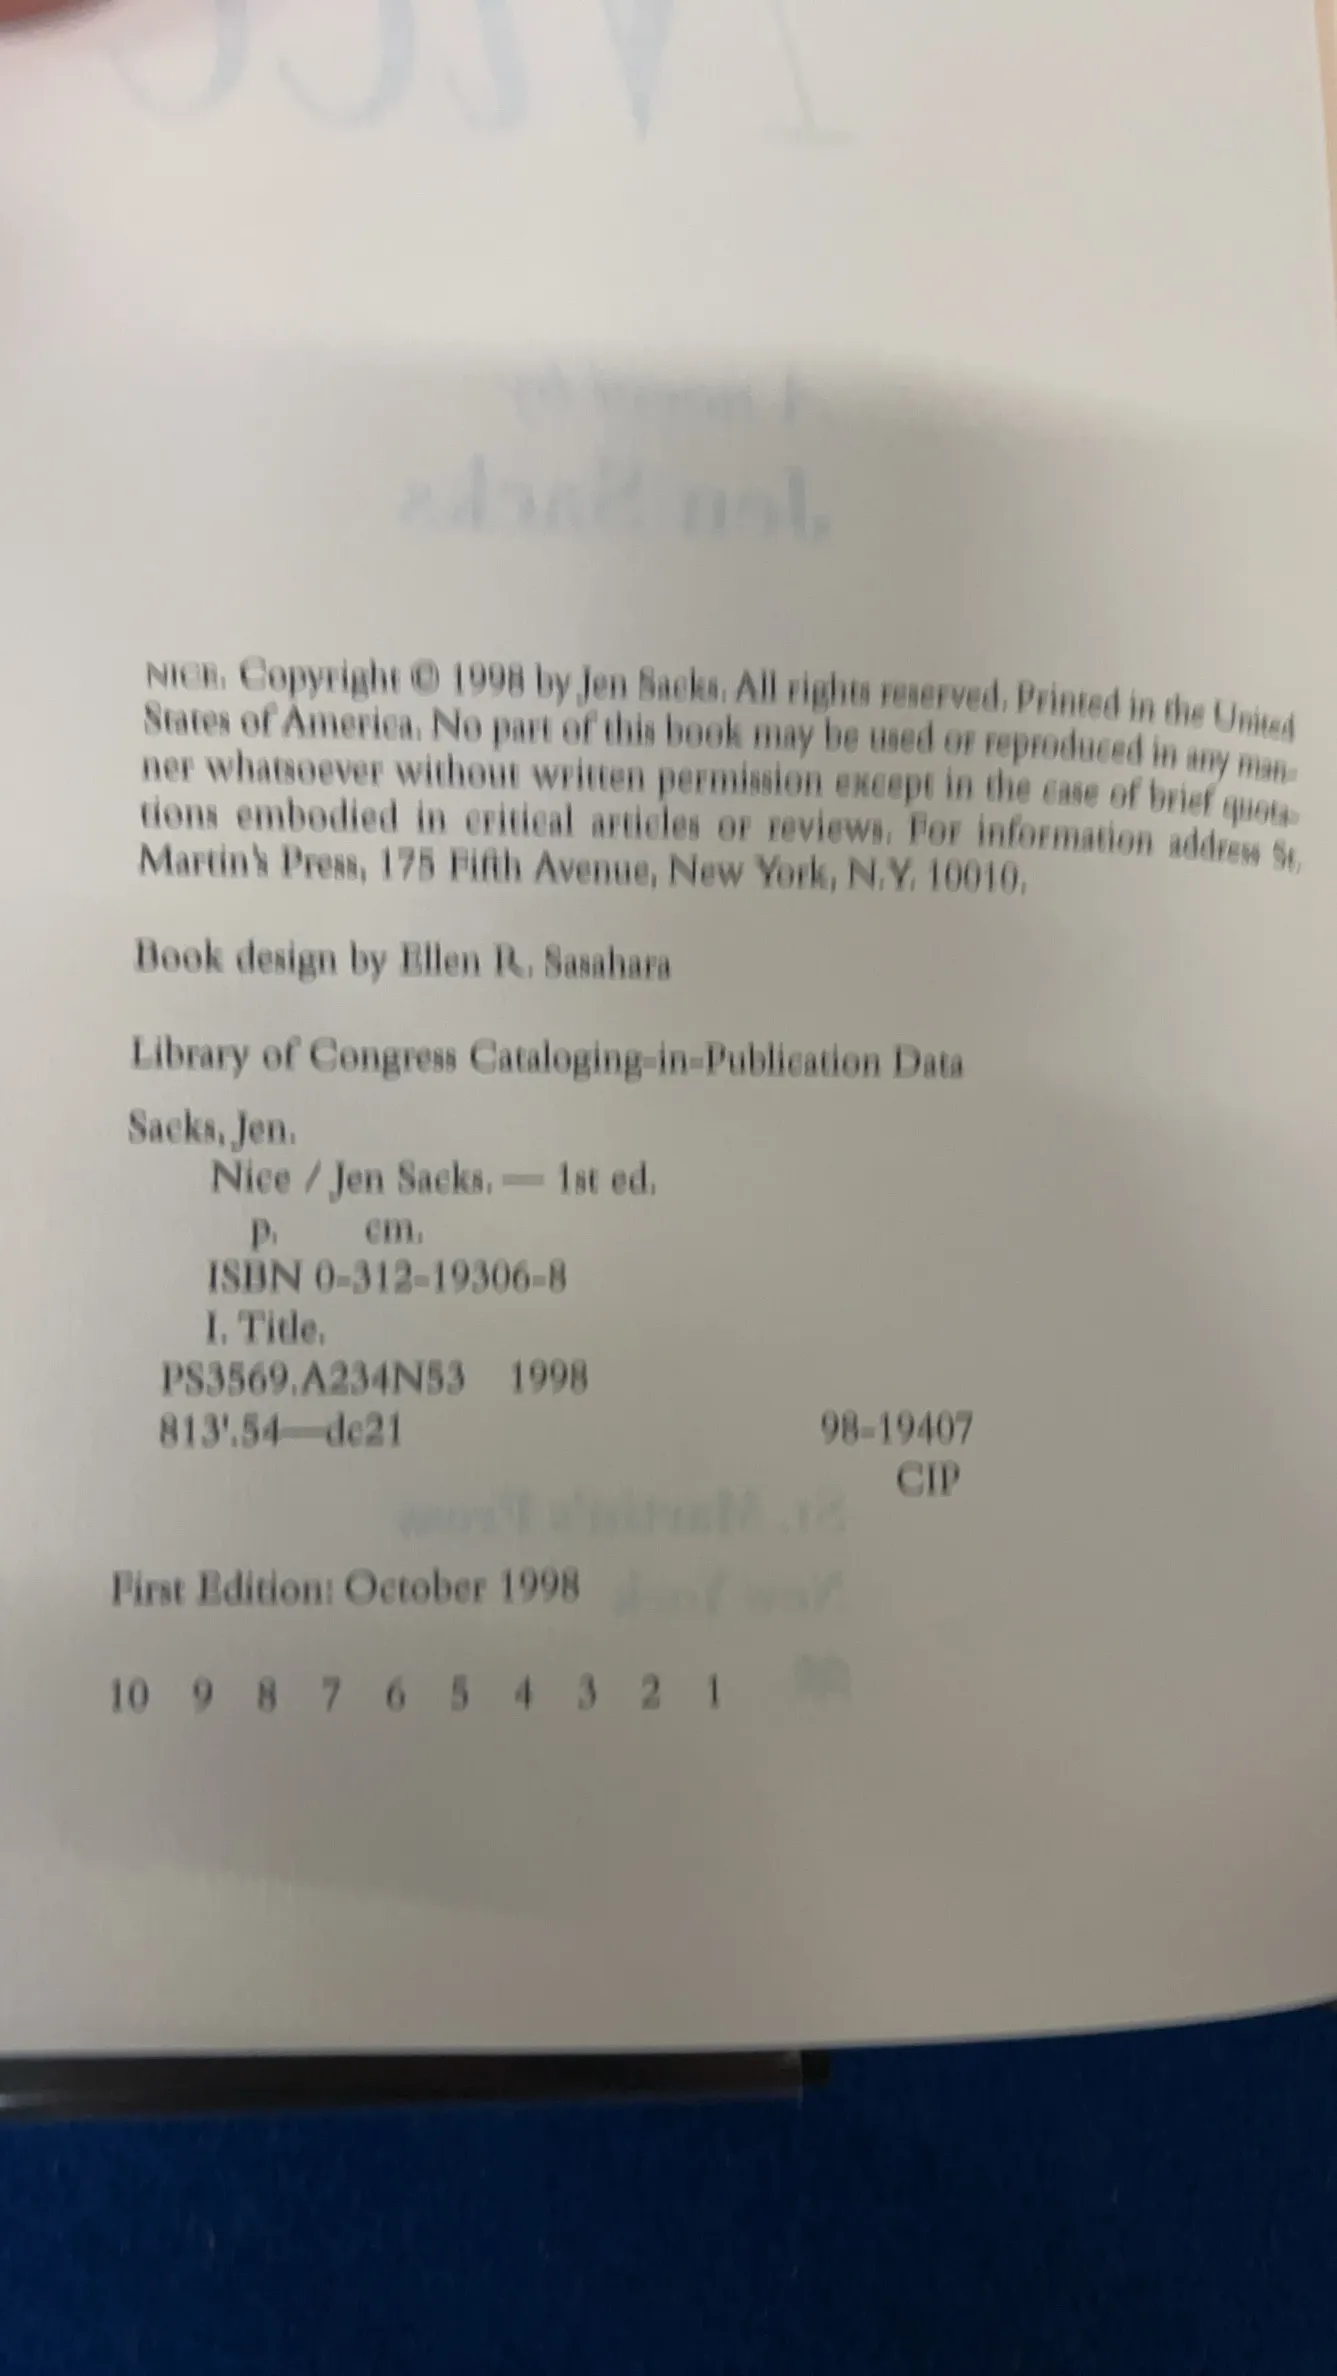 NICE. Copyright © 1998 by Jen Sacks. All rights reserved. Printed in the United
States of America. No part of this book may be used or reproduced in any man-
ner whatsoever without written permission except in the case of brief quota-
tions embodied in critical articles or reviews. For information address St.
Martin's Press, 175 Fifth Avenue, New York, N.Y. 10010.
Book design by Ellen R. Sasahara
Library of Congress Cataloging-in-Publication Data
Sacks, Jen.
Nice / Jen Sacks. — 1st ed.
p. cm.
ISBN 0-312-19306-8
I. Title.
PS3569.A234N53 1998
813'.54—dc21 98-19407
CIP
First Edition: October 1998
10 9 8 7 6 5 4 3 2 1